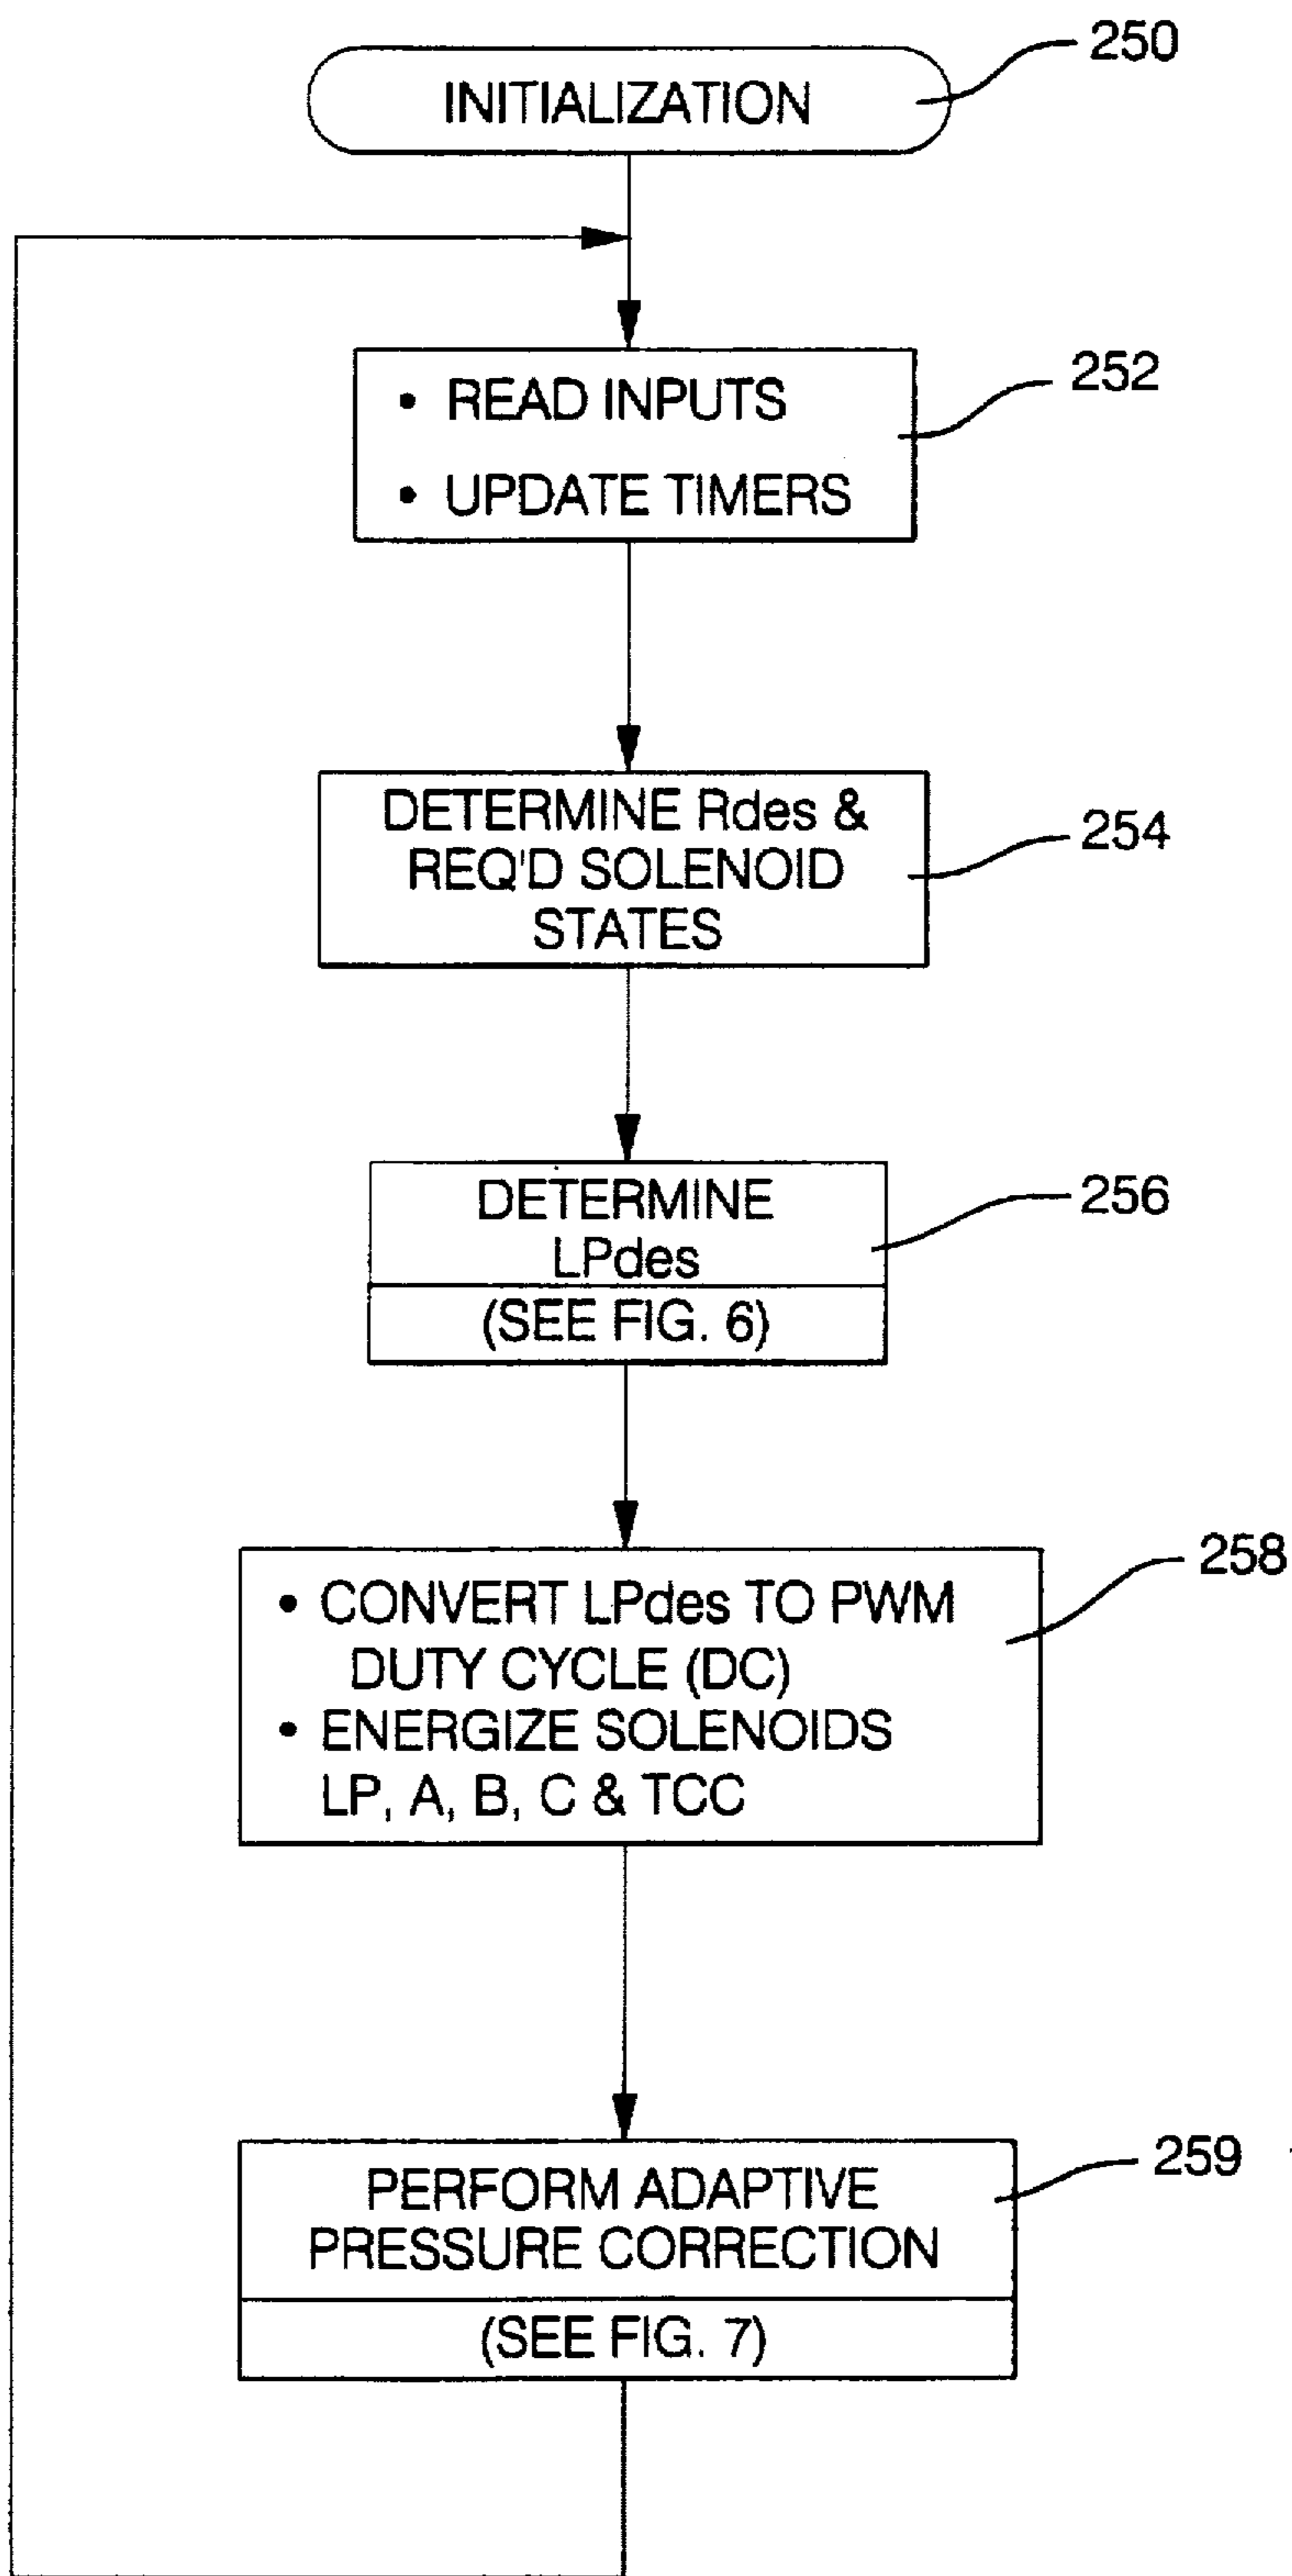 250
INITIALIZATION
252
• READ INPUTS
• UPDATE TIMERS
254
DETERMINE Rdes &
REQ'D SOLENOID
STATES
256
DETERMINE
LPdes
(SEE FIG. 6)
258
• CONVERT LPdes TO PWM
DUTY CYCLE (DC)
• ENERGIZE SOLENOIDS
LP, A, B, C & TCC
259
PERFORM ADAPTIVE
PRESSURE CORRECTION
(SEE FIG. 7)